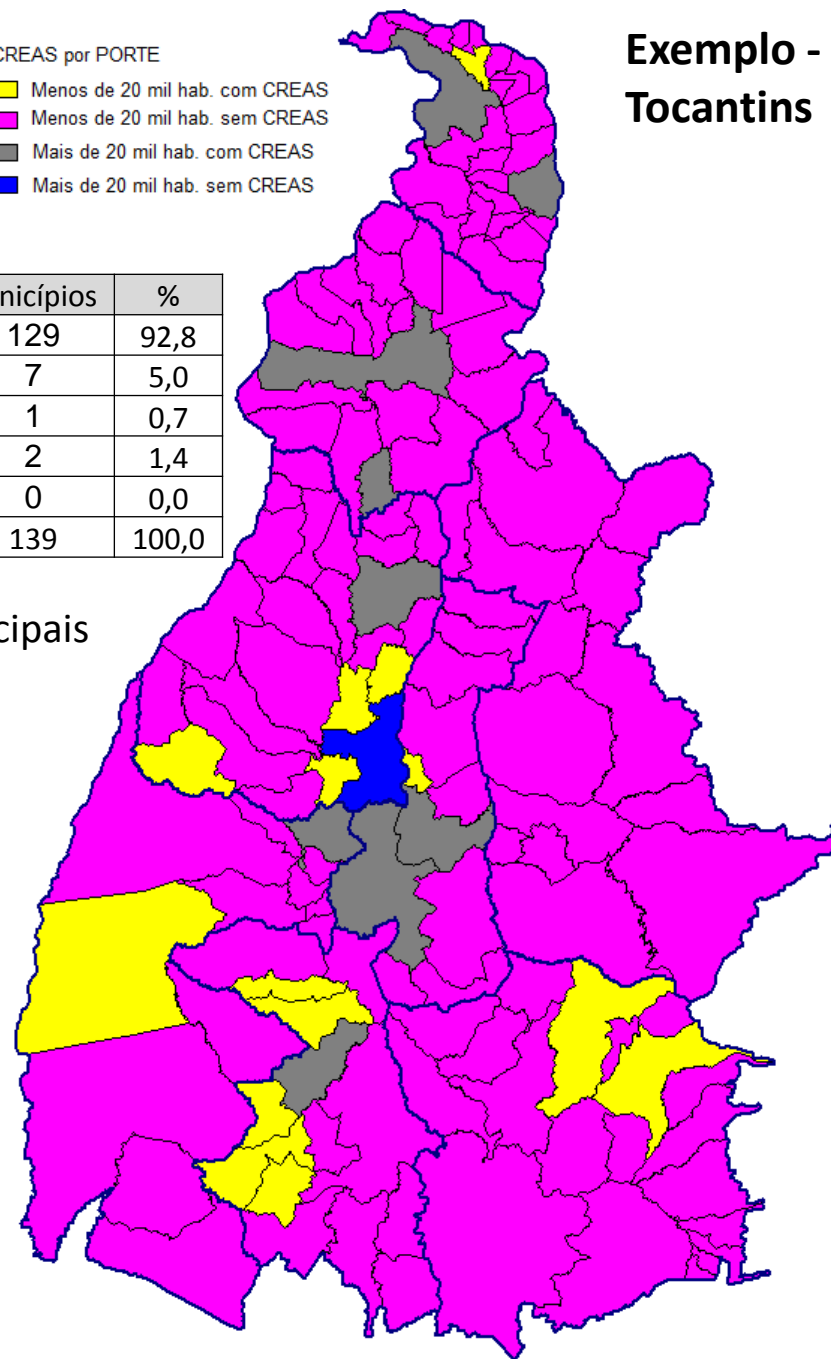 Exemplo -
Tocantins
CREAS por PORTE
Menos de 20 mil hab. com CREAS
Menos de 20 mil hab. sem CREAS
Mais de 20 mil hab. com CREAS
Mais de 20 mil hab. sem CREAS
nicípios %
129 92,8
7 5,0
1 0,7
2 1,4
0 0,0
139 100,0
cipais